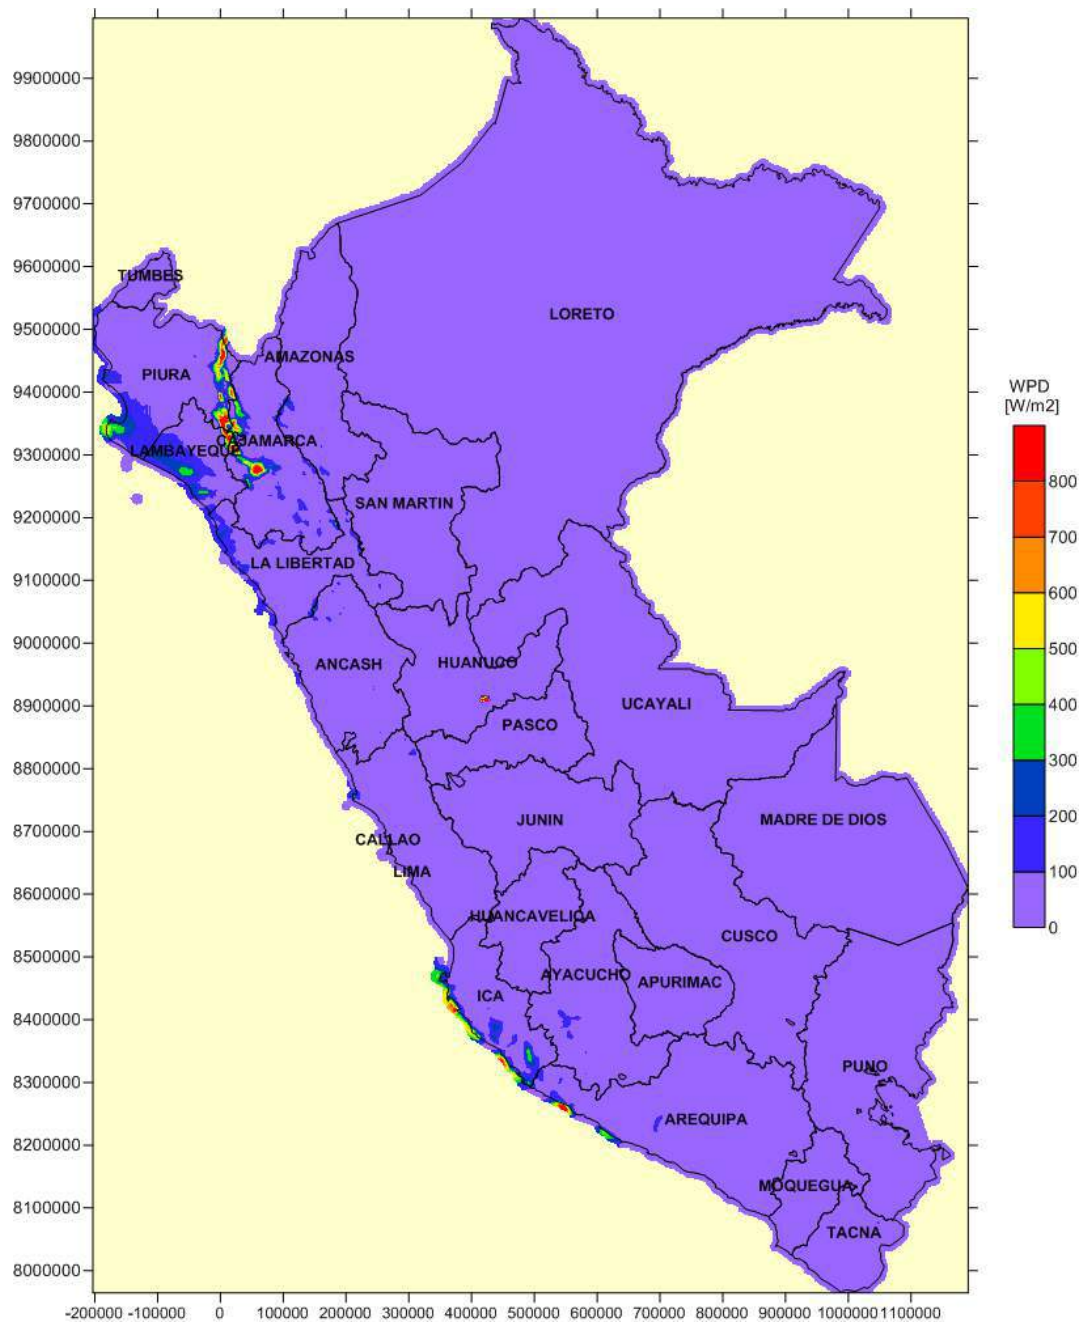 9900000
9800000
9700000
9600000
9500000
9400000
9300000
9200000
9100000
9000000
8900000
8800000
8700000
8600000
8500000
8400000
8300000
8200000
8100000
8000000
TUMBES
LORETO
AMAZONAS
PIURA
CAJAMARCA
LAMBAYEQUE
SAN MARTIN
LA LIBERTAD
ANCASH
HUANUCO
UCAYALI
PASCO
JUNIN
MADRE DE DIOS
CALLAO
LIMA
HUANCAVELICA
CUSCO
AYACUCHO
APURIMAC
ICA
PUNO
AREQUIPA
MOQUEGUA
TACNA
WPD
[W/m2]
800
700
600
500
400
300
200
100
0
-200000 -100000 0 100000 200000 300000 400000 500000 600000 700000 800000 900000 1000000 1100000